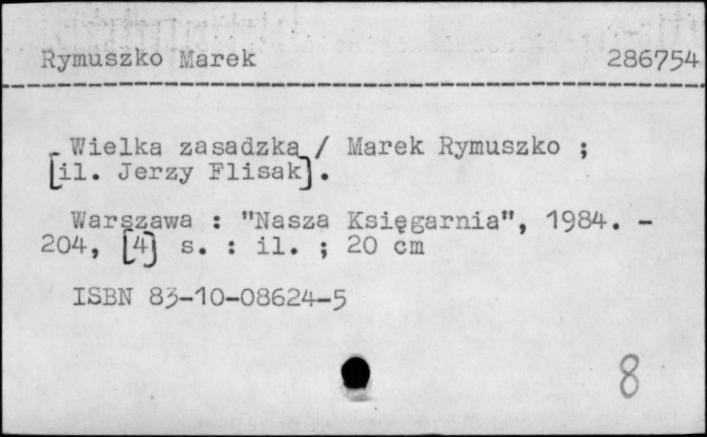 Rymuszko Marek 286754
Wielka zasadzka / Marek Rymuszko ;
[il. Jerzy Flisak].
Warszawa : "Nasza Księgarnia", 1984. -
204, [4] s. : il. ; 20 cm
ISBN 83-10-08624-5
8